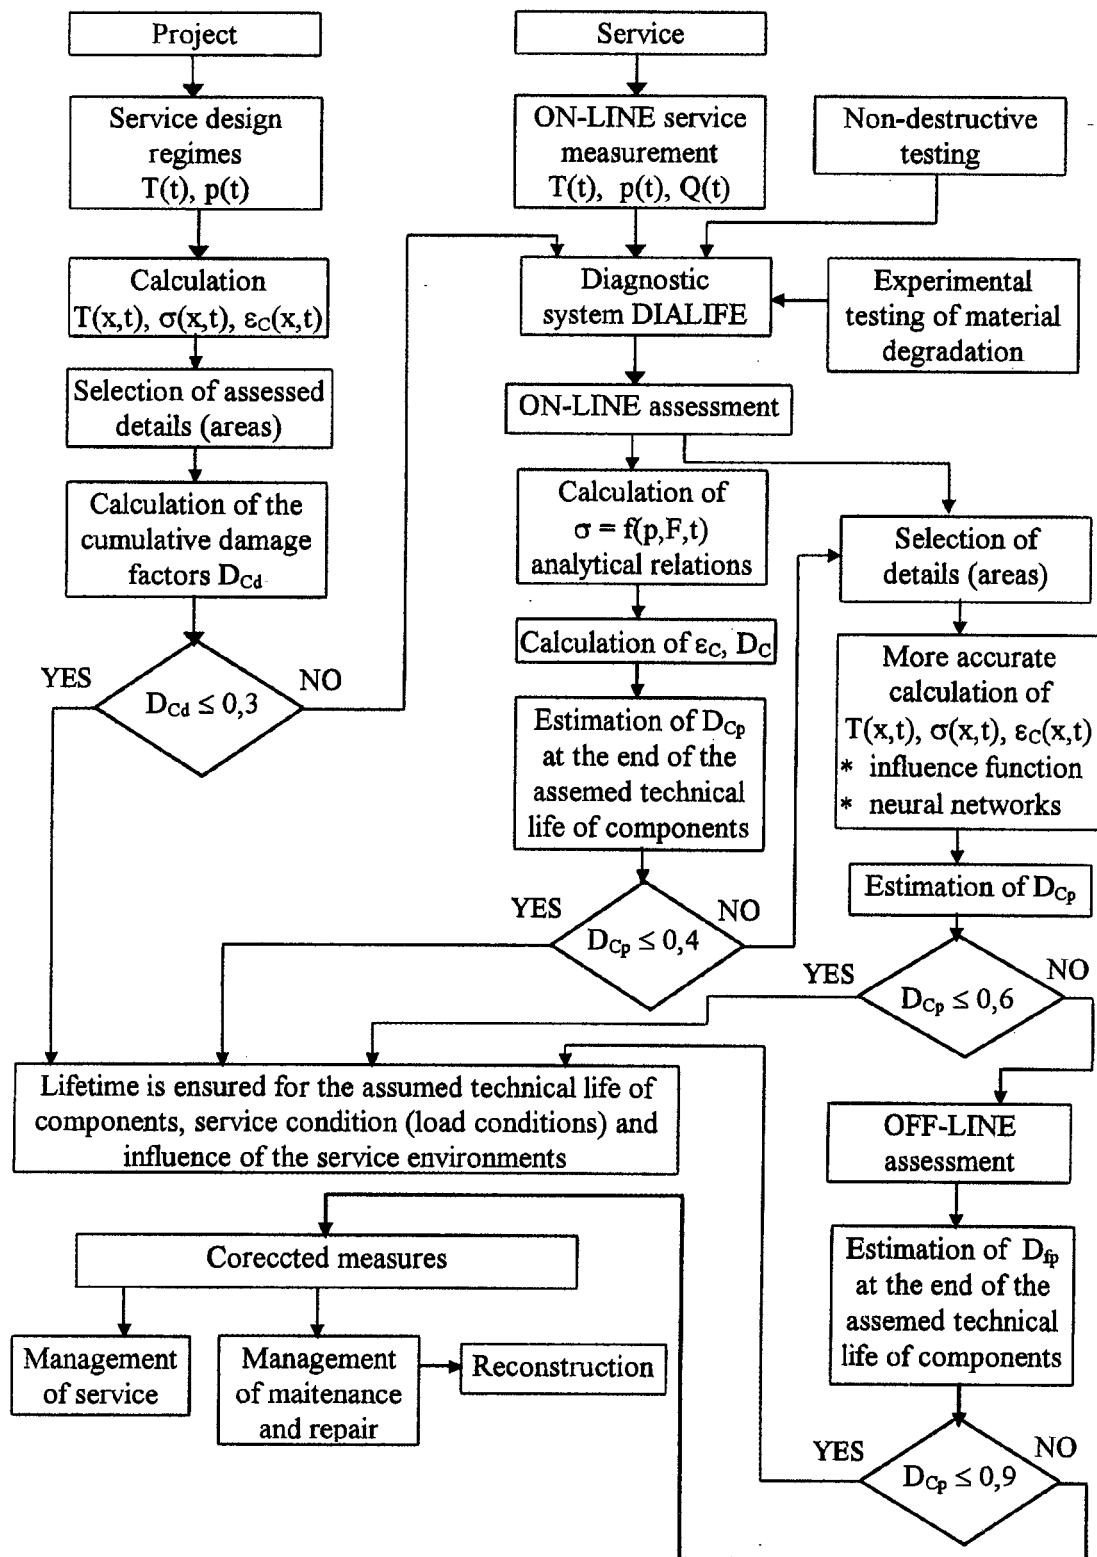 Project
Service design
regimes
T(t), p(t)
Calculation
T(x,t), σ(x,t), εC(x,t)
Selection of assessed
details (areas)
Calculation of the
cumulative damage
factors DCd
YES
DCd ≤ 0,3
NO
Service
ON-LINE service
measurement
T(t), p(t), Q(t)
Non-destructive
testing
Diagnostic
system DIALIFE
Experimental
testing of material
degradation
ON-LINE assessment
Calculation of
σ = f(p,F,t)
analytical relations
Calculation of εC, DC
Estimation of DCp
at the end of the
assemed technical
life of components
YES
DCp ≤ 0,4
NO
Selection of
details (areas)
More accurate
calculation of
T(x,t), σ(x,t), εC(x,t)
* influence function
* neural networks
Estimation of DCp
YES
DCp ≤ 0,6
NO
Lifetime is ensured for the assumed technical life of
components, service condition (load conditions) and
influence of the service environments
OFF-LINE
assessment
Estimation of Dfp
at the end of the
assemed technical
life of components
YES
DCp ≤ 0,9
NO
Coreccted measures
Management
of service
Management
of maitenance
and repair
Reconstruction